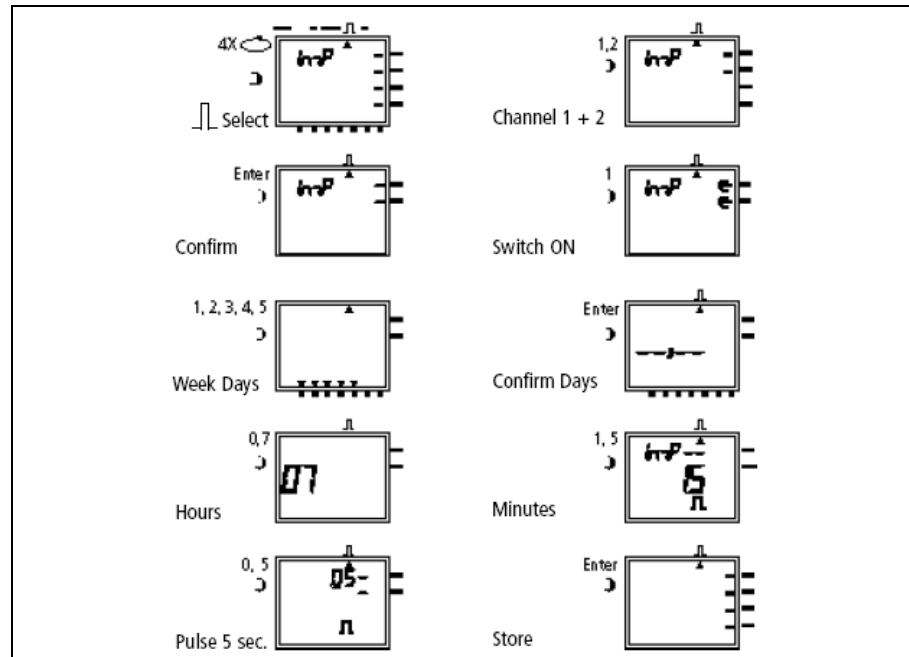 4X
Select
1,2
Channel 1 + 2
Enter
Confirm
1
Switch ON
1, 2, 3, 4, 5
Week Days
Enter
Confirm Days
0,7
07
Hours
1, 5
Minutes
0, 5
05
Pulse 5 sec.
Enter
Store